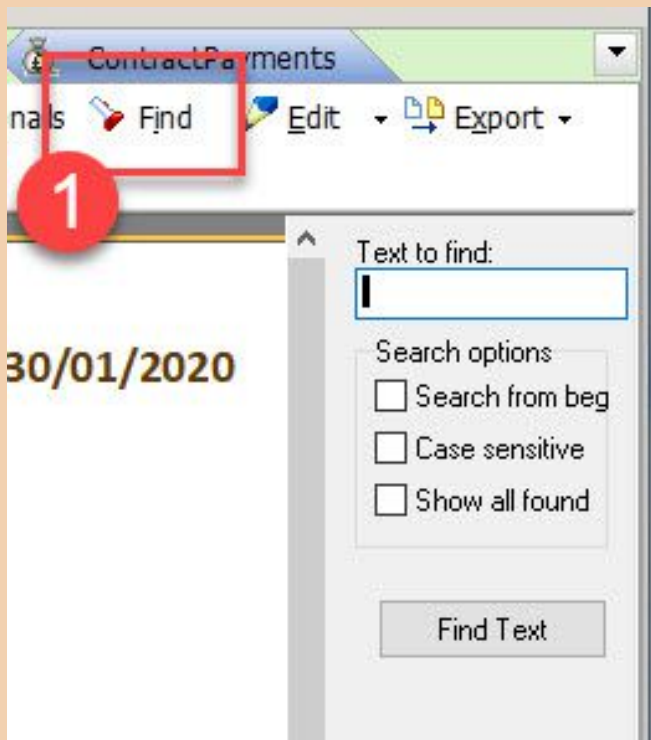 ContractPayments
nals Find Edit Export
1
Text to find:
30/01/2020
Search options
Search from beg
Case sensitive
Show all found
Find Text